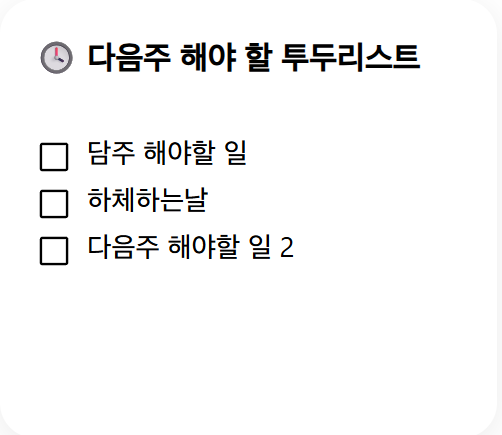 다음주 해야 할 투두리스트
담주 해야할 일
하체하는날
다음주 해야할 일 2